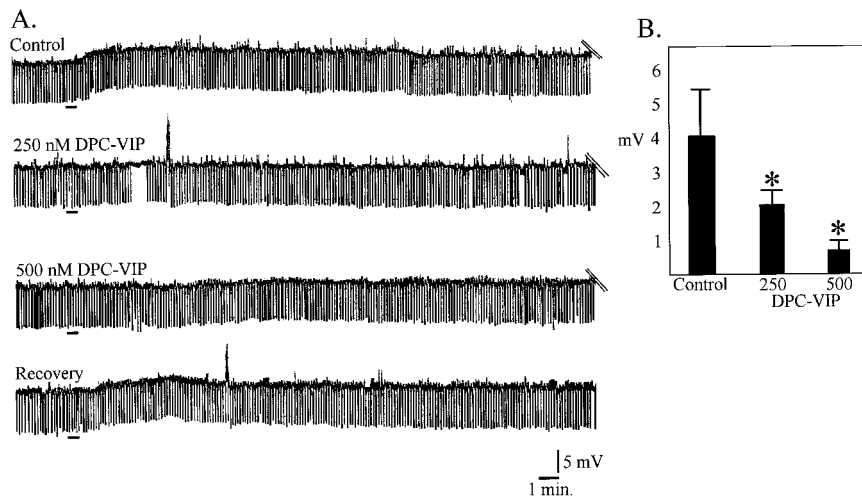 A.
Control
250 nM DPC-VIP
500 nM DPC-VIP
Recovery
5 mV
1 min.
B.
6
5
mV 4
3
2
1
* *
Control 250 500
DPC-VIP